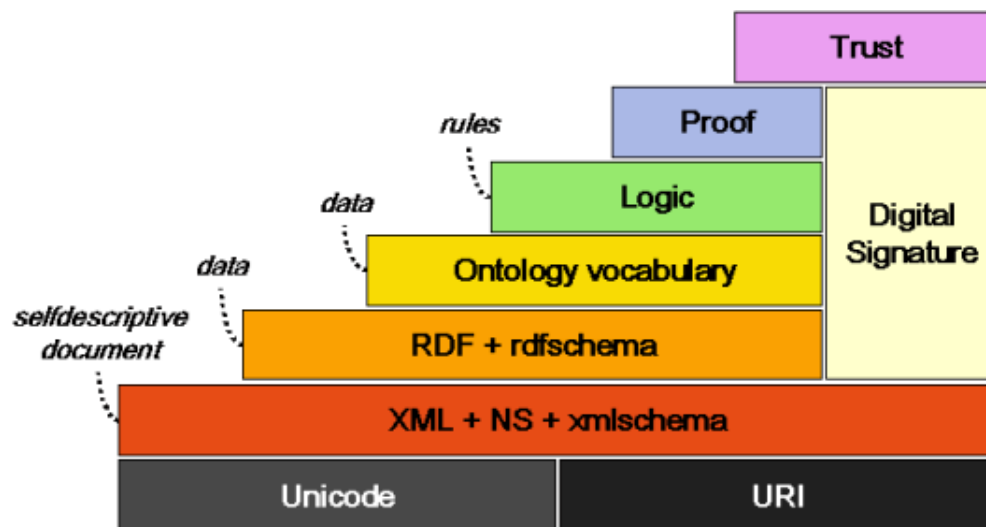 Trust
Proof
rules
Logic
Digital
Signature
data
Ontology vocabulary
data
RDF + rdfschema
selfdescriptive
document
XML + NS + xmlschema
Unicode
URI